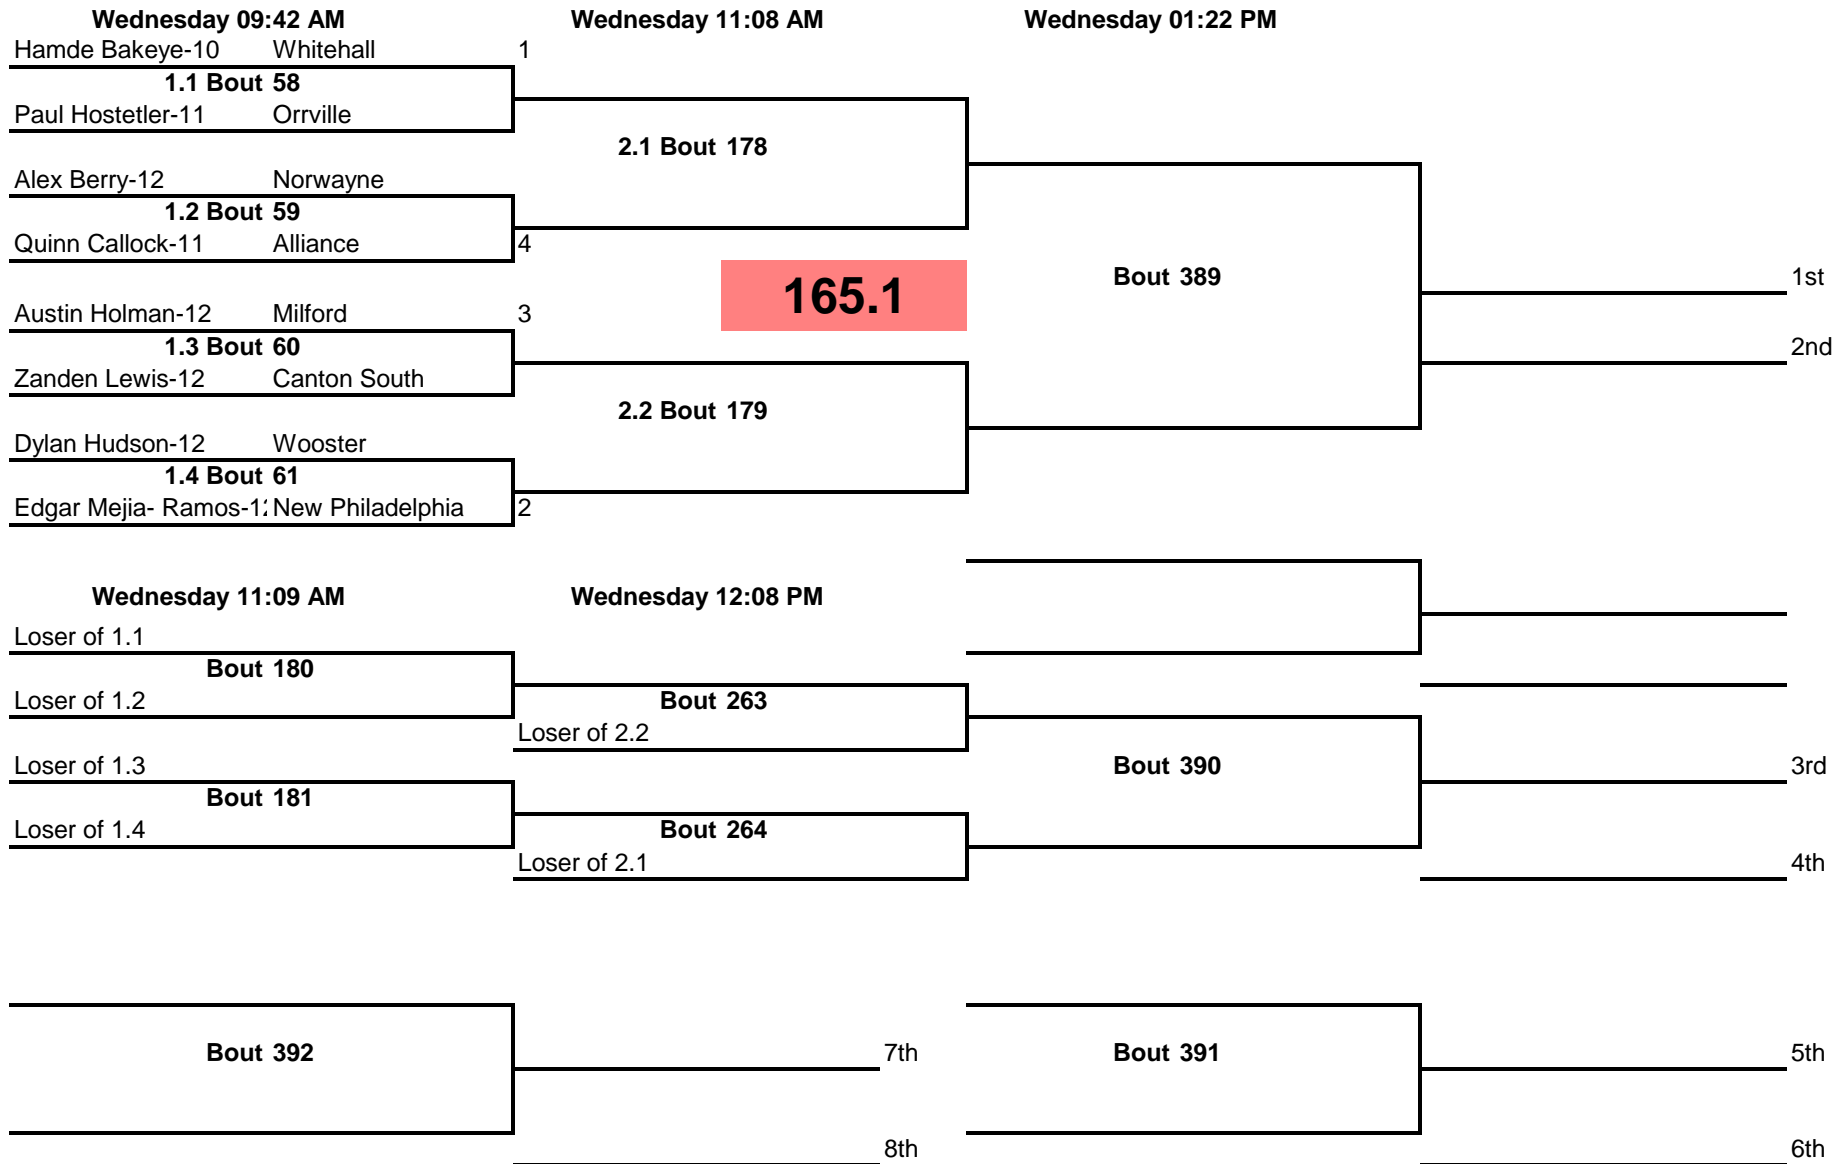 Wednesday 09:42 AM Wednesday 11:08 AM Wednesday 01:22 PM
Hamde Bakeye-10 Whitehall 1
1.1 Bout 58
Paul Hostetler-11 Orrville
2.1 Bout 178
Alex Berry-12 Norwayne
1.2 Bout 59
Quinn Callock-11 Alliance 4
165.1
Bout 389 1st
Austin Holman-12 Milford 3
1.3 Bout 60 2nd
Zanden Lewis-12 Canton South
2.2 Bout 179
Dylan Hudson-12 Wooster
1.4 Bout 61
Edgar Mejia- Ramos-1 New Philadelphia 2
Wednesday 11:09 AM Wednesday 12:08 PM
Loser of 1.1
Bout 180
Loser of 1.2 Bout 263
Loser of 2.2
Loser of 1.3 Bout 390 3rd
Bout 181
Loser of 1.4 Bout 264
Loser of 2.1 4th
Bout 392 7th Bout 391 5th
8th 6th